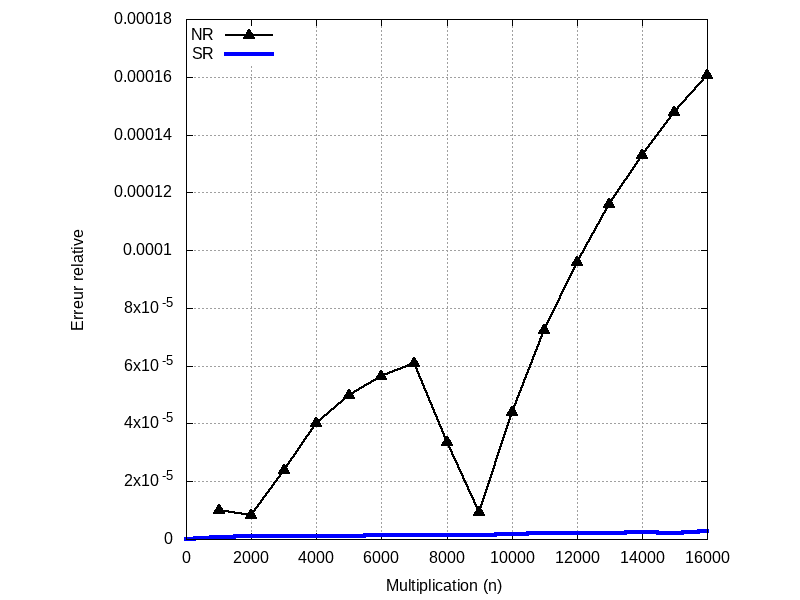 0.00018
0.00016
0.00014
0.00012
0.0001
8x10-5
6x10-5
4x10-5
2x10-5
0
NR
SR
Erreur relative
0 2000 4000 6000 8000 10000 12000 14000 16000
Multiplication (n)